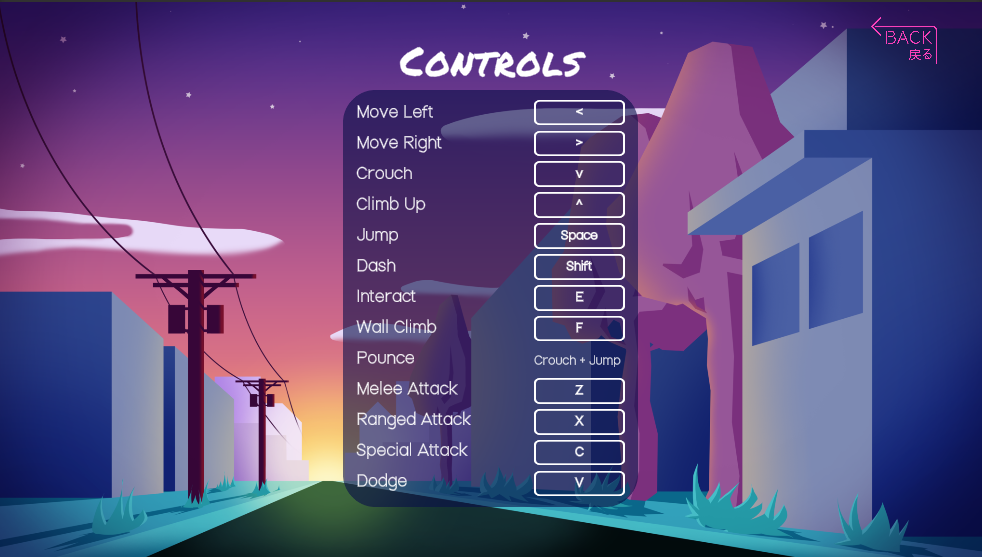 BACK
戻る
Controls
Move Left <
Move Right >
Crouch v
Climb Up ^
Jump Space
Dash Shift
Interact E
Wall Climb F
Pounce Crouch + Jump
Melee Attack Z
Ranged Attack X
Special Attack C
Dodge V